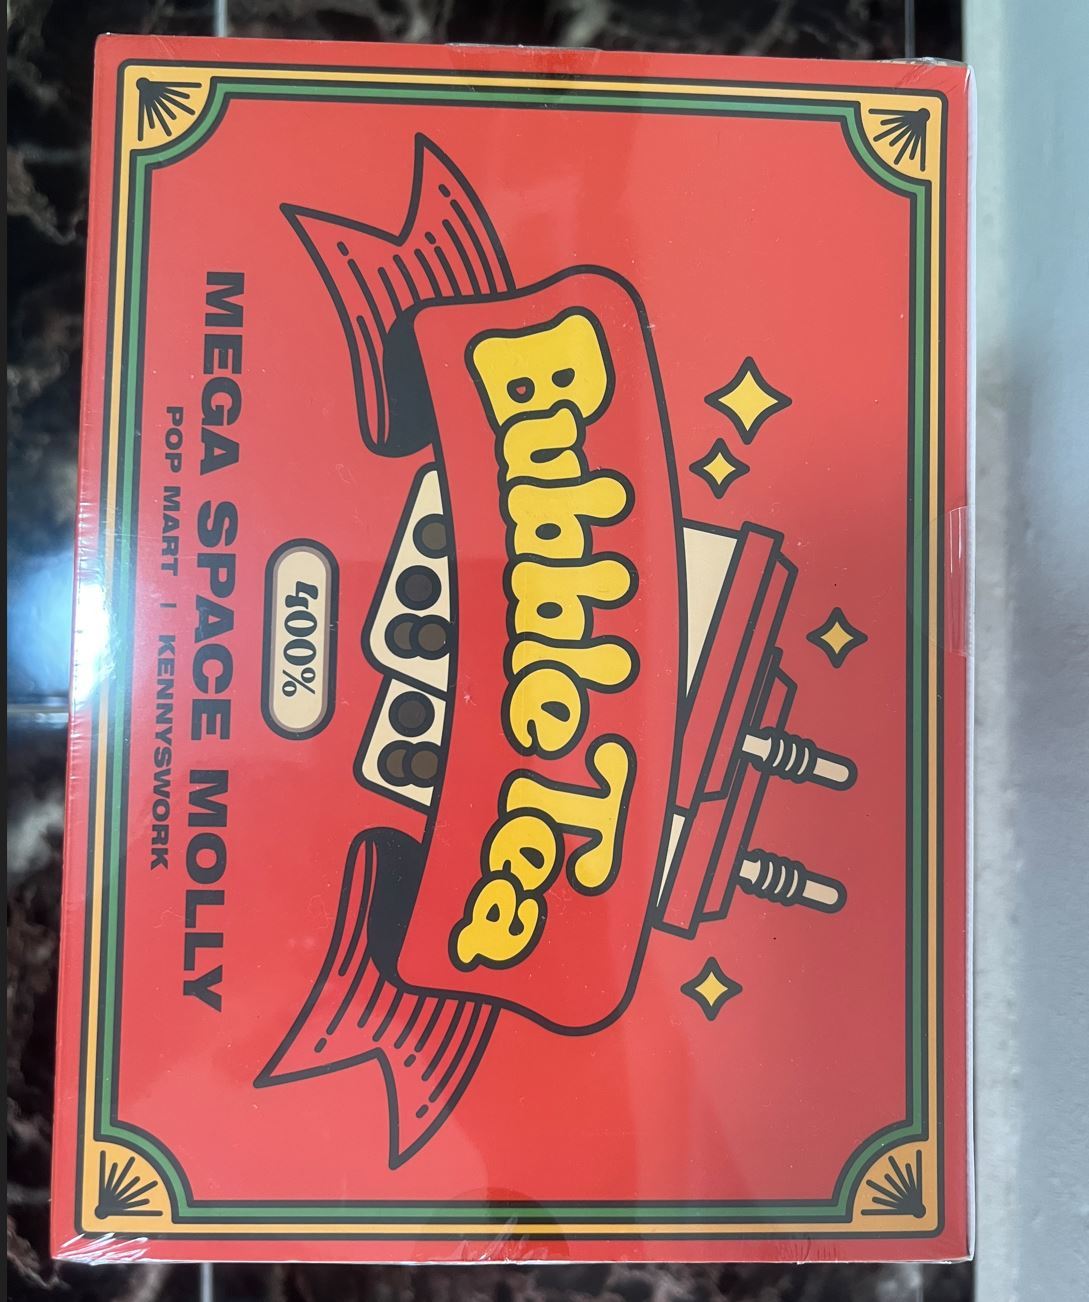 Bubble Tea
400%
MEGA SPACE MOLLY
POP MART | KENNYSWORK